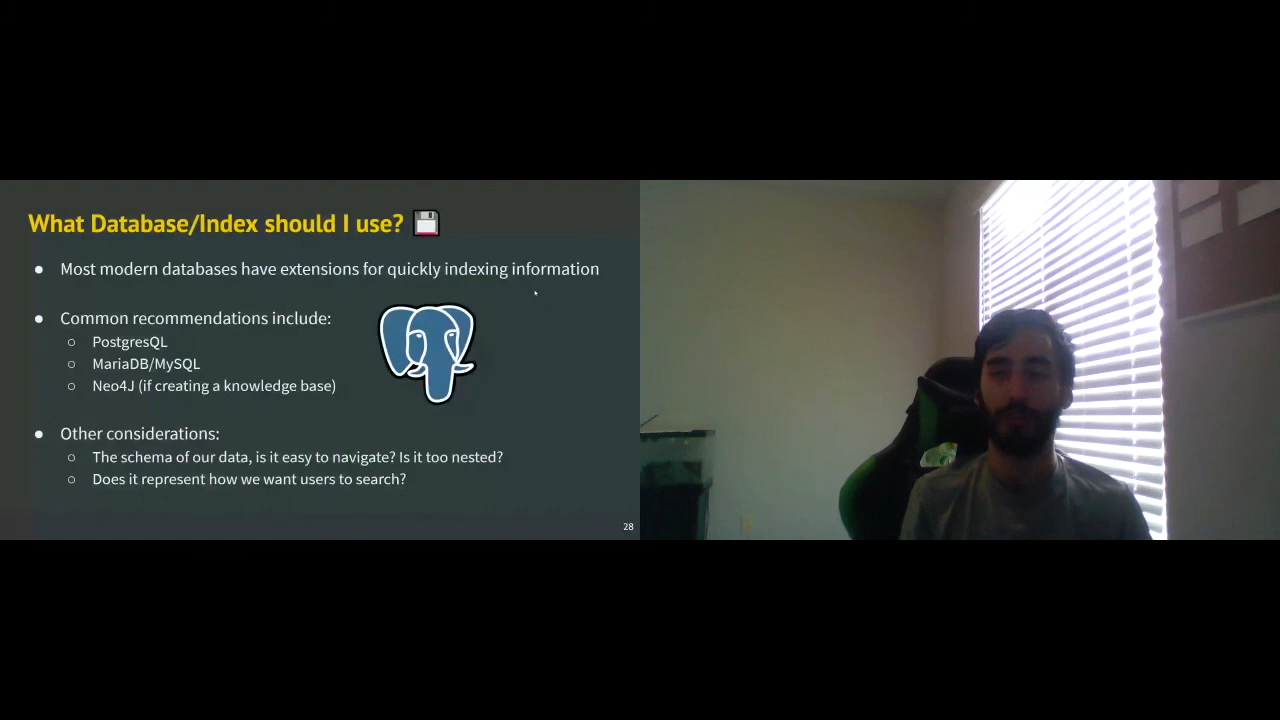 What Database/Index should I use? 💾
● Most modern databases have extensions for quickly indexing information
● Common recommendations include:
○ PostgresQL
○ MariaDB/MySQL
○ Neo4J (if creating a knowledge base)
● Other considerations:
○ The schema of our data, is it easy to navigate? Is it too nested?
○ Does it represent how we want users to search?
28